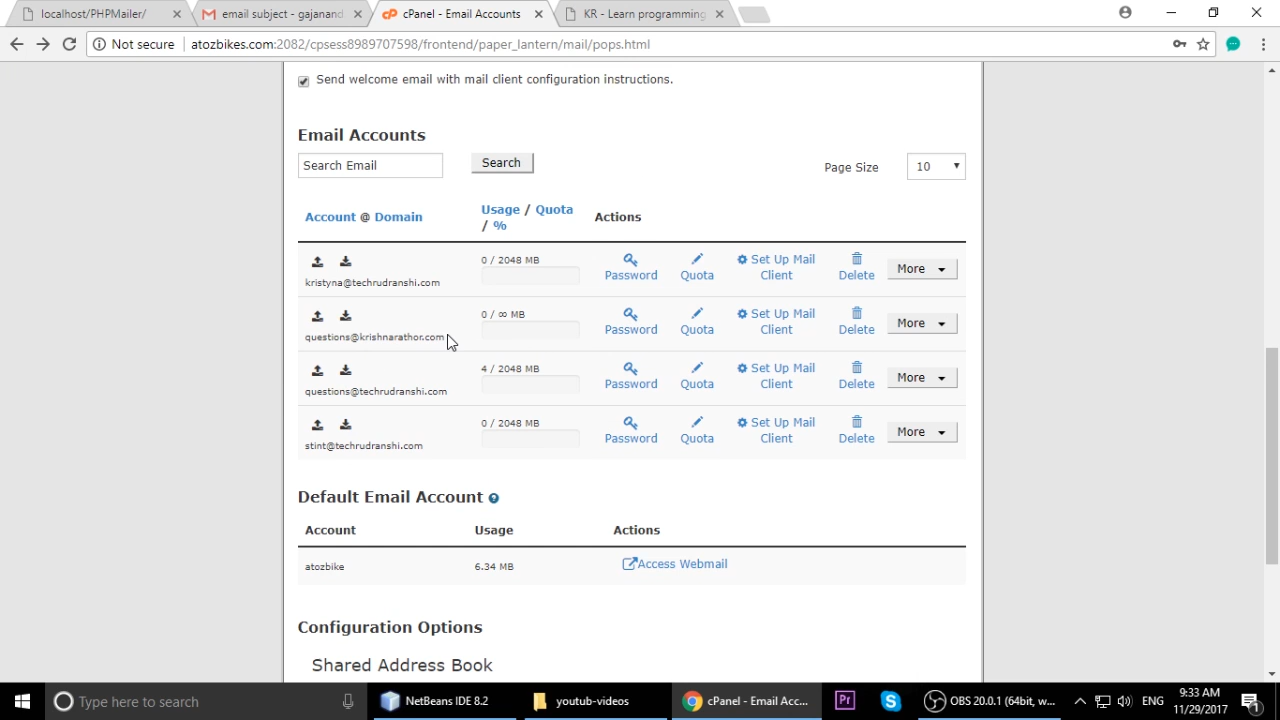 localhost/PHPMailer/
email subject - gajanand
cPanel - Email Accounts
KR - Learn programming
Not secure
atozbikes.com:2082/cpsess8989707598/frontend/paper_lantern/mail/pops.html
Send welcome email with mail client configuration instructions.
Email Accounts
Search Email
Search
Page Size
10
Account @ Domain
Usage / Quota
/ %
Actions
0 / 2048 MB
kristyna@techrudranshi.com
Password
Quota
Set Up Mail
Client
Delete
More
0 / ∞ MB
questions@krishnarathor.com
Password
Quota
Set Up Mail
Client
Delete
More
4 / 2048 MB
questions@techrudranshi.com
Password
Quota
Set Up Mail
Client
Delete
More
0 / 2048 MB
stint@techrudranshi.com
Password
Quota
Set Up Mail
Client
Delete
More
Default Email Account
Account
Usage
Actions
atozbike
6.34 MB
Access Webmail
Configuration Options
Shared Address Book
Type here to search
NetBeans IDE 8.2
youtub-videos
cPanel - Email Acc...
Pr
OBS 20.0.1 (64bit, w...
ENG
9:33 AM
11/29/2017
1